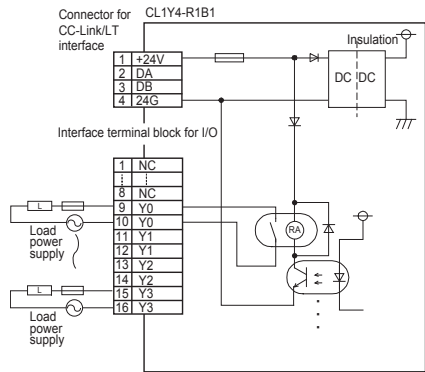 Connector for CC-Link/LT interface
CL1Y4-R1B1
1 +24V
2 DA
3 DB
4 24G
Insulation
DC DC
Interface terminal block for I/O
1 NC
8 NC
9 Y0
10 Y0
11 Y1
12 Y1
13 Y2
14 Y2
15 Y3
16 Y3
L
Load
power
supply
L
Load
power
supply
RA